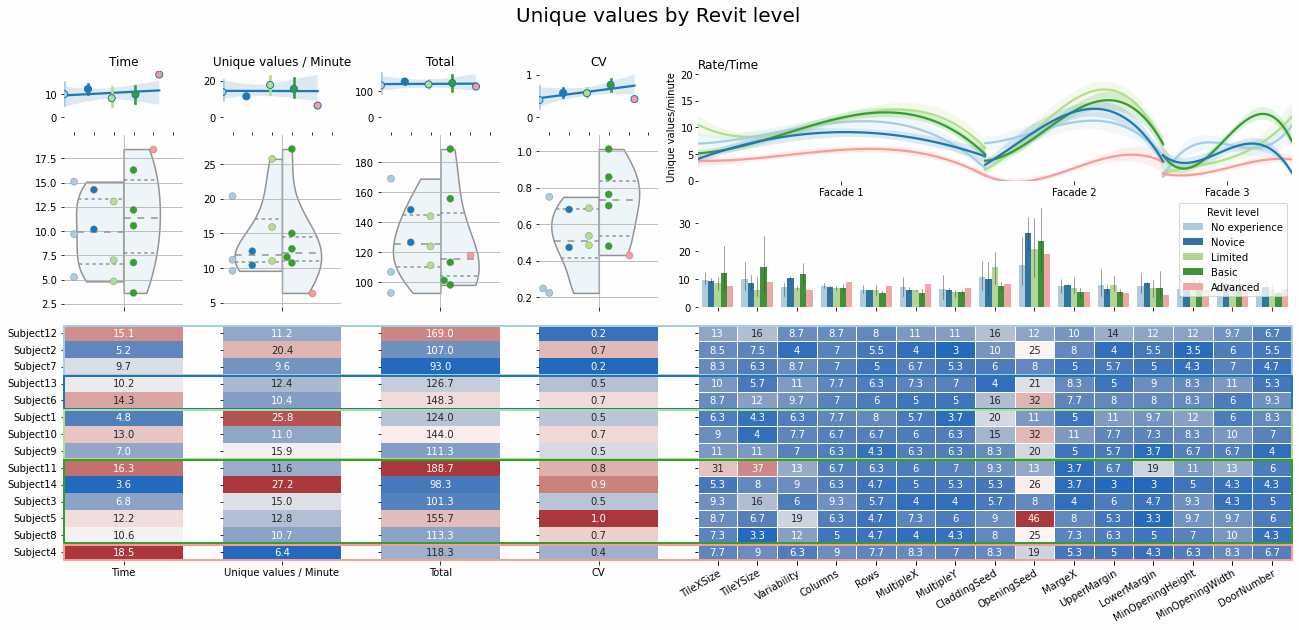 Unique values by Revit level
Time Unique values / Minute Total CV Rate/Time
10 0 20 0 100 0 1 0
Unique values/minute
20 15 10 5 0
Facade 1 Facade 2 Facade 3
17.5 15.0 12.5 10.0 7.5 5.0 2.5
25 20 15 10 5
180 160 140 120 100
1.0 0.8 0.6 0.4 0.2
30 20 10 0
Revit level
No experience
Novice
Limited
Basic
Advanced
Subject12 15.1 11.2 169.0 0.2 13 16 8.7 8.7 8 11 11 16 12 10 14 12 12 9.7 6.7
Subject2 5.2 20.4 107.0 0.7 8.5 7.5 4 7 5.5 4 3 10 25 8 4 5.5 3.5 6 5.5
Subject7 9.7 9.6 93.0 0.2 8.3 6.3 8.7 7 5 6.7 5.3 6 8 5 5.7 5 4.3 7 4.7
Subject13 10.2 12.4 126.7 0.5 10 5.7 11 7.7 6.3 7.3 7 4 21 8.3 5 9 8.3 11 5.3
Subject6 14.3 10.4 148.3 0.7 8.7 12 9.7 7 6 5 5 16 32 7.7 8 8 6.3 6 9.3
Subject1 4.8 25.8 124.0 0.5 6.3 4.3 6.3 7.7 8 5.7 3.7 20 11 5 11 9.7 12 6 8.3
Subject10 13.0 11.0 144.0 0.7 9 4 7.7 6.7 6.7 6 6.3 15 32 11 7.7 7.3 8.3 10 7
Subject9 7.0 15.9 111.3 0.5 11 11 7 6.3 4.3 6.3 6.3 8.3 20 5 5.7 3.7 6.7 6.7 4
Subject11 16.3 11.6 188.7 0.8 31 37 13 6.7 6.3 6 7 9.3 13 3.7 6.7 19 11 13 6
Subject14 3.6 27.2 98.3 0.9 5.3 8 9 6.3 4.7 5 5.3 5.3 26 3.7 3 3 5 4.3 4.3
Subject3 6.8 15.0 101.3 0.5 9.3 16 6 9.3 5.7 4 4 5.7 8 4 6 4.7 9.3 4.3 5
Subject5 12.2 12.8 155.7 1.0 8.7 6.7 19 6.3 4.7 7.3 6 9 46 8 5.3 3.3 9.7 9.7 6
Subject8 10.6 10.7 113.3 0.7 7.3 3.3 12 5 4.7 4 4.3 8 25 7.3 6.3 5 7 10 4.3
Subject4 18.5 6.4 118.3 0.4 7.7 9 6.3 9 7.7 8.3 7 8.3 19 5.3 5 4.3 6.3 8.3 6.7
Time Unique values / Minute Total CV TileXSize TileYSize Variability Columns Rows MultipleX MultipleY CladdingSeed OpeningSeed MargeX UpperMargin LowerMargin MinOpeningHeight MinOpeningWidth DoorNumber